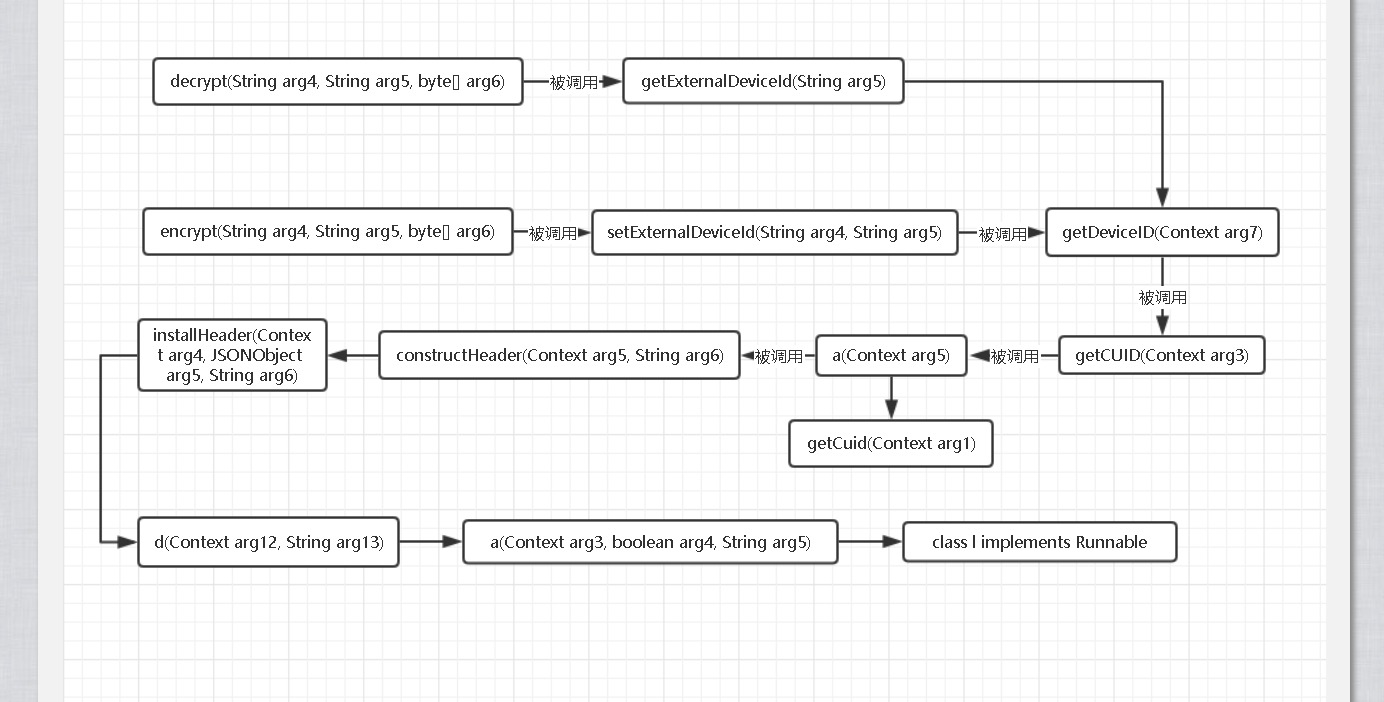 decrypt(String arg4, String arg5, byte[] arg6)
被调用
getExternalDeviceId(String arg5)
encrypt(String arg4, String arg5, byte[] arg6)
被调用
setExternalDeviceId(String arg4, String arg5)
被调用
getDeviceID(Context arg7)
被调用
installHeader(Contex
t arg4, JSONObject
arg5, String arg6)
constructHeader(Context arg5, String arg6)
被调用
a(Context arg5)
被调用
getCUID(Context arg3)
getCuid(Context arg1)
d(Context arg12, String arg13)
a(Context arg3, boolean arg4, String arg5)
class l implements Runnable